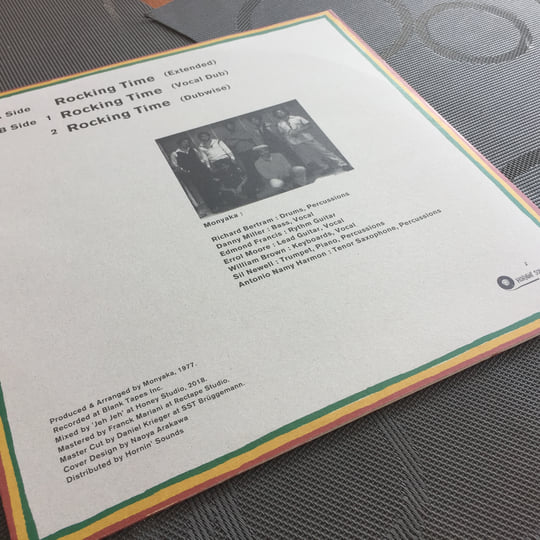 Side Rocking Time (Extended)
B Side 1 Rocking Time (Vocal Dub)
2 Rocking Time (Dubwise)
Monyaka :
Richard Bertram : Drums, Percussions
Danny Miller : Bass, Vocal
Edmond Francis : Rythm Guitar
Errol Moore : Lead Guitar, Vocal
William Brown : Keyboards, Vocal
Sil Newell : Trumpet, Piano, Percussions
Antonio Namy Harmon : Tenor Saxophone, Percussions
Produced & Arranged by Monyaka, 1977.
Recorded at Blank Tapes Inc.
Mixed by 'Jeh Jeh' at Honey Studio, 2018.
Mastered by Franck Mariani at Rectape Studio.
Master Cut by Daniel Krieger at SST Brüggemann.
Cover Design by Naoya Arakawa
Distributed by Hornin' Sounds